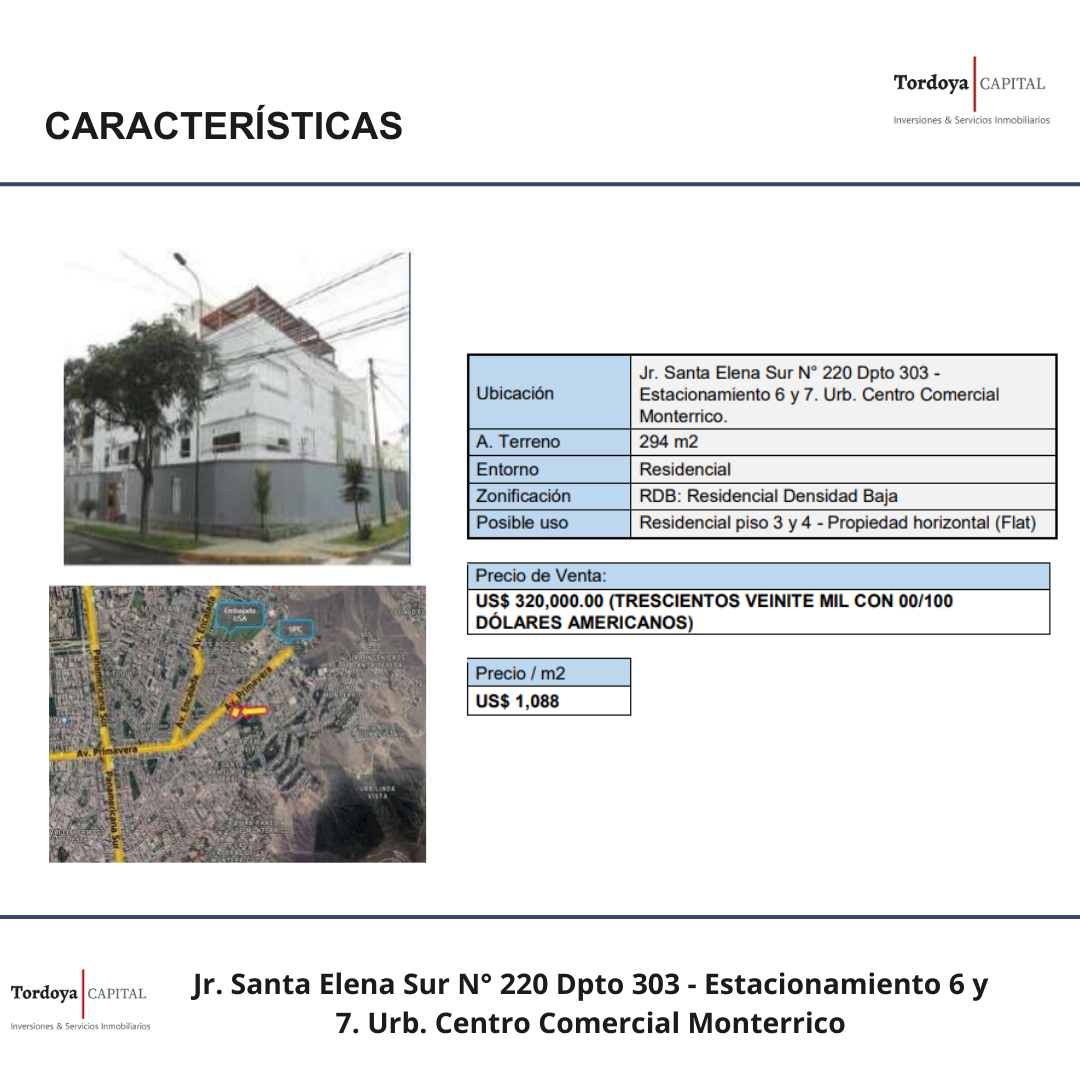 Tordoya CAPITAL
Inversiones & Servicios Inmobiliarios
CARACTERÍSTICAS
Ubicación
Jr. Santa Elena Sur N° 220 Dpto 303 -
Estacionamiento 6 y 7. Urb. Centro Comercial
Monterrico.
A. Terreno
294 m2
Entorno
Residencial
Zonificación
RDB: Residencial Densidad Baja
Posible uso
Residencial piso 3 y 4 - Propiedad horizontal (Flat)
Precio de Venta:
US$ 320,000.00 (TRESCIENTOS VEINITE MIL CON 00/100
DÓLARES AMERICANOS)
Precio / m2
US$ 1,088
Embajada
USA
UPC
Av. Encalada
Av. Encalada
Panamericana Sur
Av. Primavera
Av. Primavera
Panamericana Sur
URB LINDA
VISTA
Tordoya CAPITAL
Inversiones & Servicios Inmobiliarios
Jr. Santa Elena Sur N° 220 Dpto 303 - Estacionamiento 6 y
7. Urb. Centro Comercial Monterrico